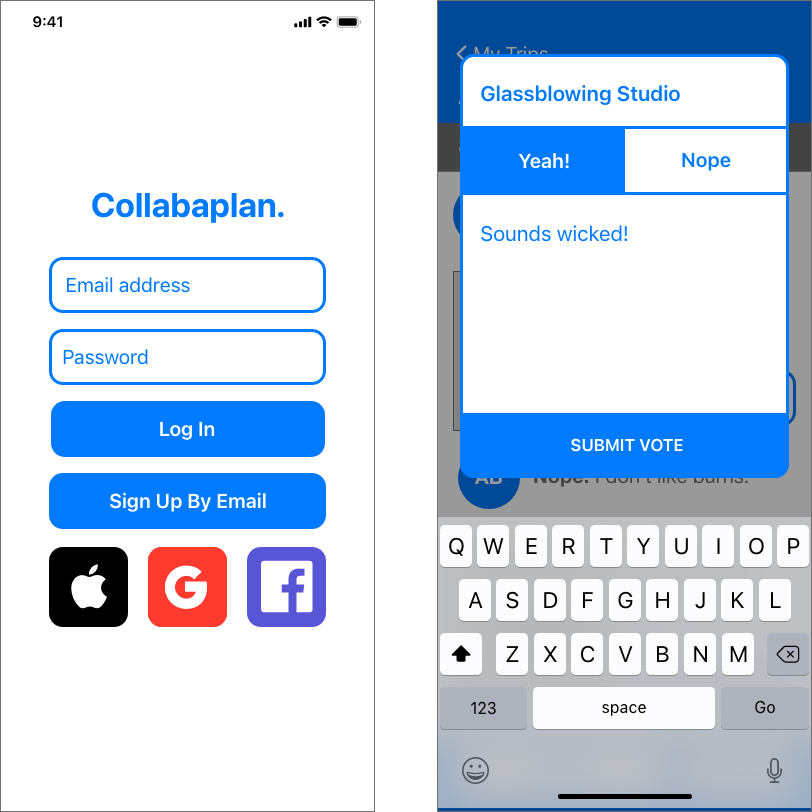 9:41
Collabaplan.
Email address
Password
Log In
Sign Up By Email
My Trips
Glassblowing Studio
Yeah!
Nope
Sounds wicked!
SUBMIT VOTE
AB
Nope. I don't like burns.
Q W E R T Y U I O P
A S D F G H J K L
Z X C V B N M
123
space
Go